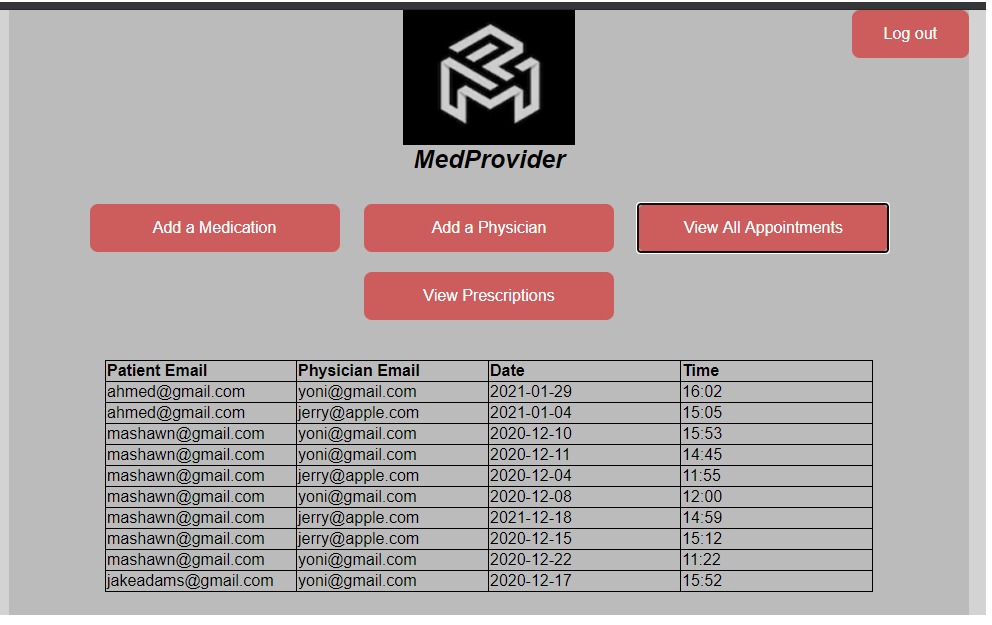 Log out
MedProvider
Add a Medication Add a Physician View All Appointments
View Prescriptions
Patient Email Physician Email Date Time
ahmed@gmail.com yoni@gmail.com 2021-01-29 16:02
ahmed@gmail.com jerry@apple.com 2021-01-04 15:05
mashawn@gmail.com yoni@gmail.com 2020-12-10 15:53
mashawn@gmail.com yoni@gmail.com 2020-12-11 14:45
mashawn@gmail.com jerry@apple.com 2020-12-04 11:55
mashawn@gmail.com yoni@gmail.com 2020-12-08 12:00
mashawn@gmail.com jerry@apple.com 2021-12-18 14:59
mashawn@gmail.com jerry@apple.com 2020-12-15 15:12
mashawn@gmail.com yoni@gmail.com 2020-12-22 11:22
jakeadams@gmail.com yoni@gmail.com 2020-12-17 15:52